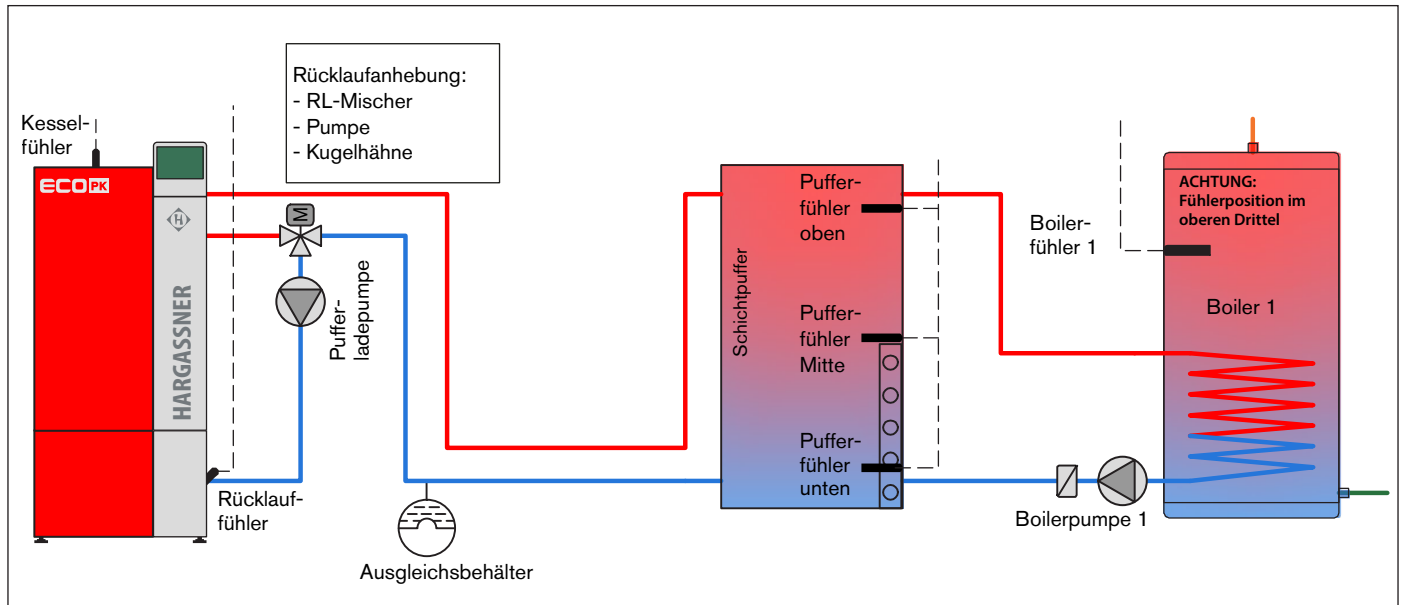 Rücklaufanhebung:
- RL-Mischer
- Pumpe
- Kugelhähne
Kessel-
fühler
ECO PK
H
HARGASSNER
M
Puffer-
ladepumpe
Rücklauf-
fühler
Ausgleichsbehälter
Schichtpuffer
Puffer-
fühler
oben
Puffer-
fühler
Mitte
Puffer-
fühler
unten
Boiler-
fühler 1
ACHTUNG:
Fühlerposition im
oberen Drittel
Boiler 1
Boilerpumpe 1